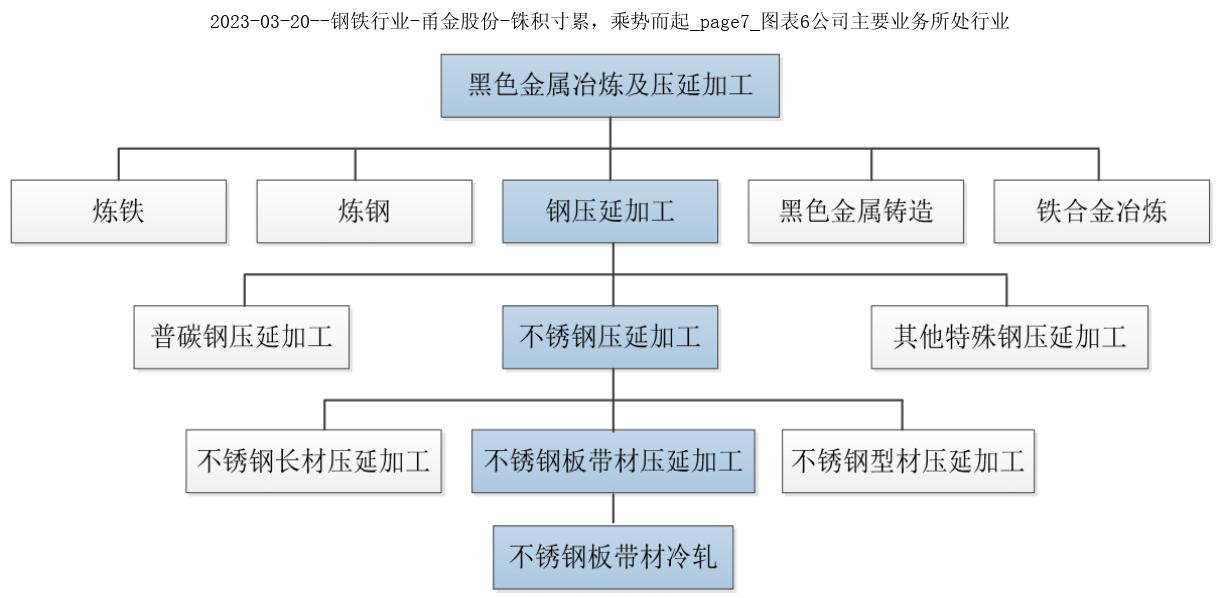 2023-03-20--钢铁行业-甬金股份-铢积寸累，乘势而起_page7_图表6公司主要业务所处行业
黑色金属冶炼及压延加工
炼铁
炼钢
钢压延加工
黑色金属铸造
铁合金冶炼
普碳钢压延加工
不锈钢压延加工
其他特殊钢压延加工
不锈钢长材压延加工
不锈钢板带材压延加工
不锈钢型材压延加工
不锈钢板带材冷轧